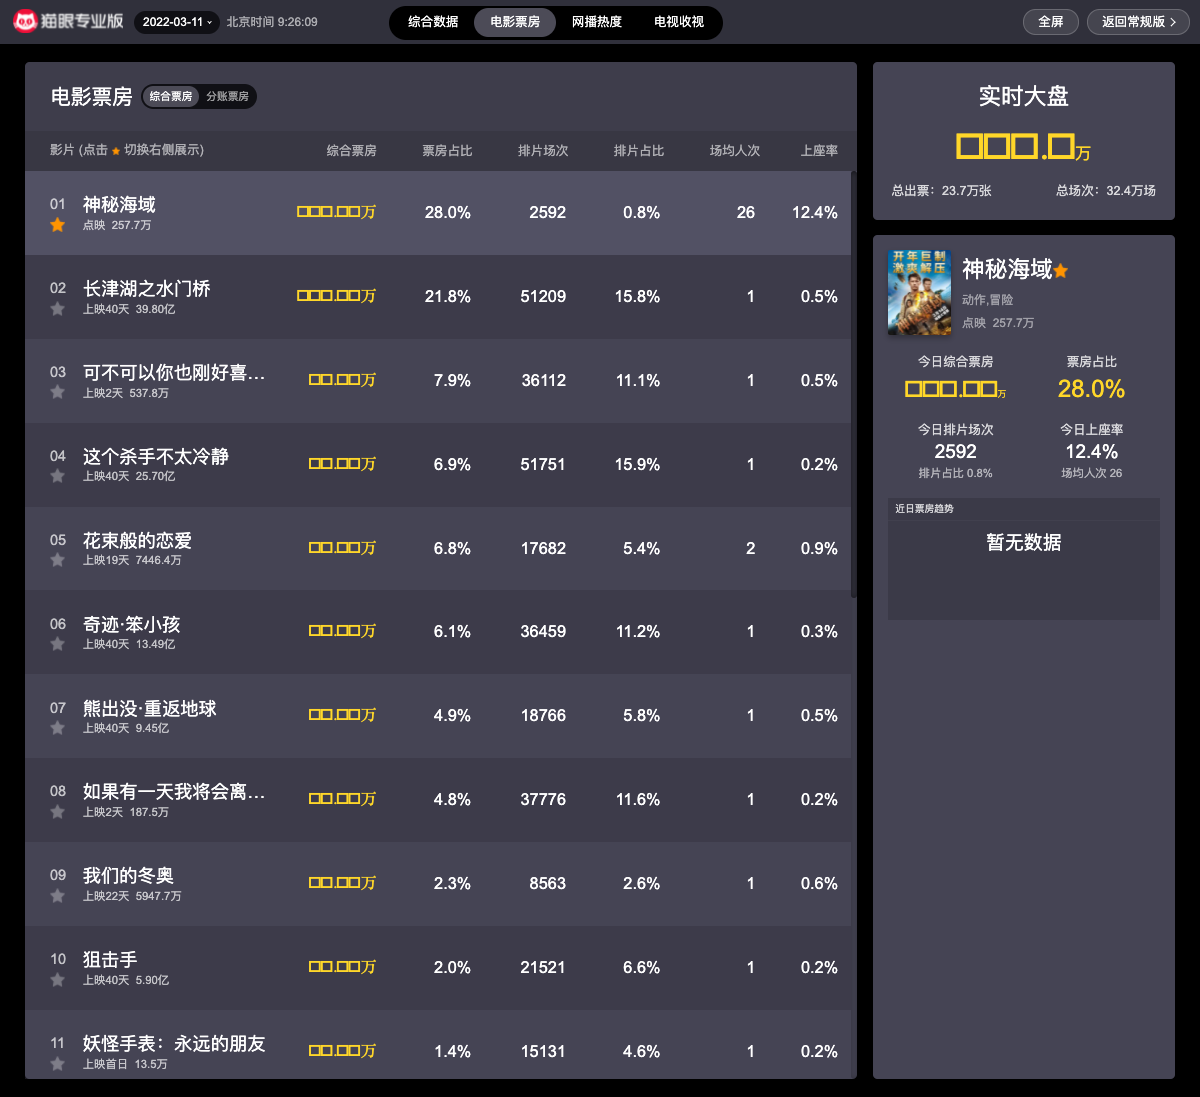 猫眼专业版 2022-03-11 北京时间 9:26:09 综合数据 电影票房 网播热度 电视收视 全屏 返回常规版
电影票房 综合票房 分账票房
影片 (点击 切换右侧展示) 综合票房 票房占比 排片场次 排片占比 场均人次 上座率
01 神秘海域 □□□.□□万 28.0% 2592 0.8% 26 12.4%
点映 257.7万
02 长津湖之水门桥 □□□.□□万 21.8% 51209 15.8% 1 0.5%
上映40天 39.80亿
03 可不可以你也刚好喜... □□.□□万 7.9% 36112 11.1% 1 0.5%
上映2天 537.8万
04 这个杀手不太冷静 □□.□□万 6.9% 51751 15.9% 1 0.2%
上映40天 25.70亿
05 花束般的恋爱 □□.□□万 6.8% 17682 5.4% 2 0.9%
上映19天 7446.4万
06 奇迹·笨小孩 □□.□□万 6.1% 36459 11.2% 1 0.3%
上映40天 13.49亿
07 熊出没·重返地球 □□.□□万 4.9% 18766 5.8% 1 0.5%
上映40天 9.45亿
08 如果有一天我将会离... □□.□□万 4.8% 37776 11.6% 1 0.2%
上映2天 187.5万
09 我们的冬奥 □□.□□万 2.3% 8563 2.6% 1 0.6%
上映22天 5947.7万
10 狙击手 □□.□□万 2.0% 21521 6.6% 1 0.2%
上映40天 5.90亿
11 妖怪手表：永远的朋友 □□.□□万 1.4% 15131 4.6% 1 0.2%
上映首日 13.5万
实时大盘
□□□.□万
总出票：23.7万张 总场次：32.4万场
开年巨制
激爽解压
神秘海域
动作,冒险
点映 257.7万
今日综合票房 票房占比
□□□.□□万 28.0%
今日排片场次 今日上座率
2592 12.4%
排片占比 0.8% 场均人次 26
近日票房趋势
暂无数据